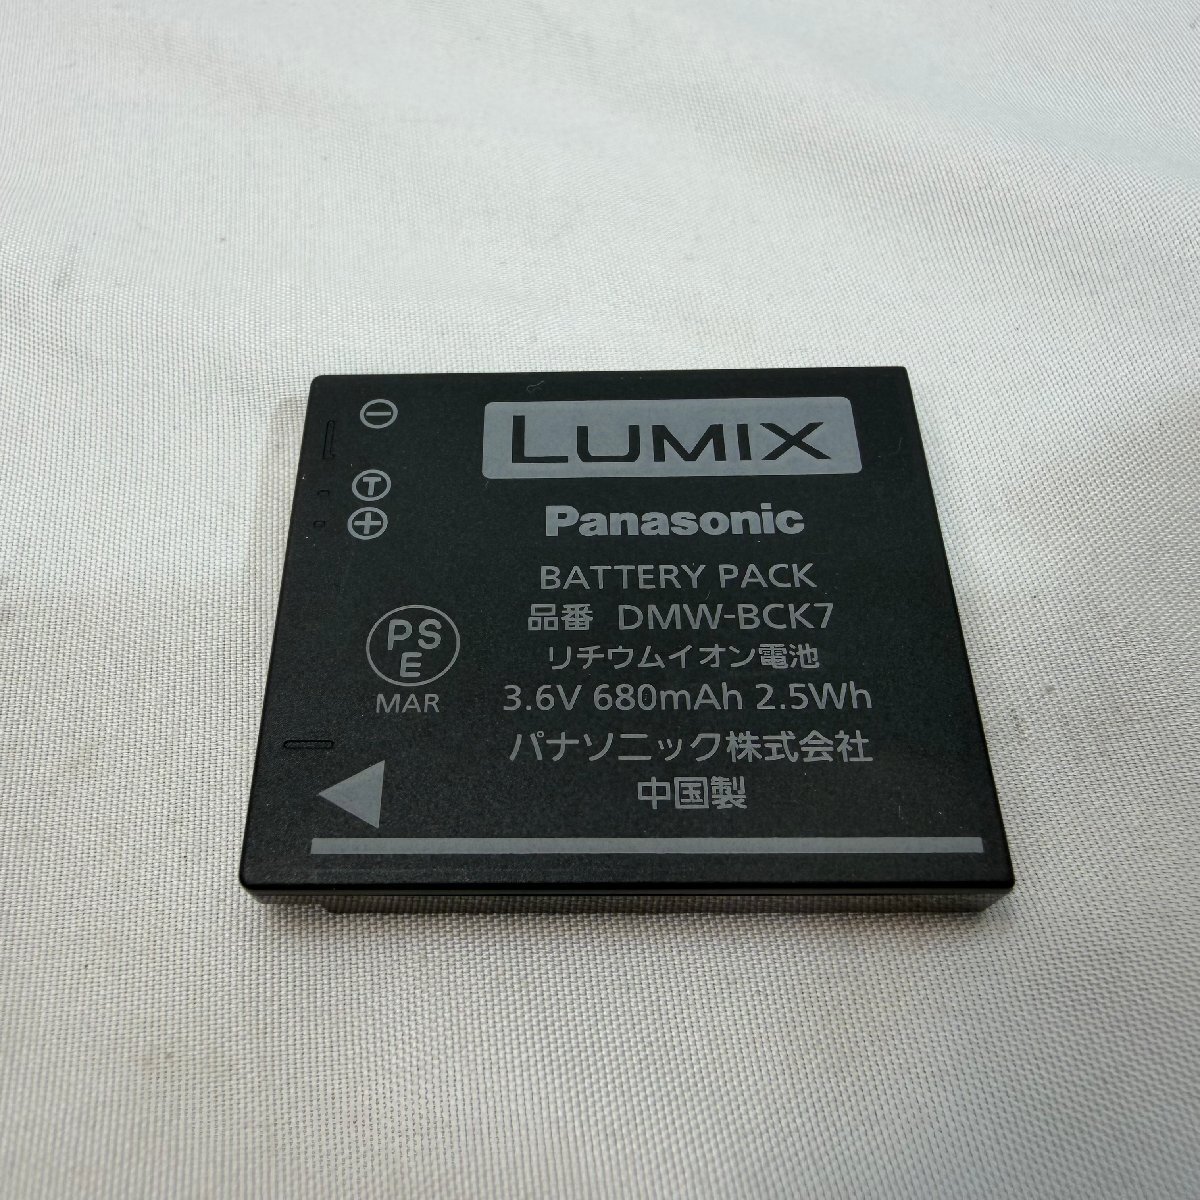 LUMIX
Panasonic
BATTERY PACK
品番 DMW-BCK7
リチウムイオン電池
3.6V 680mAh 2.5Wh
パナソニック株式会社
中国製
−
T
+
PS
E
MAR